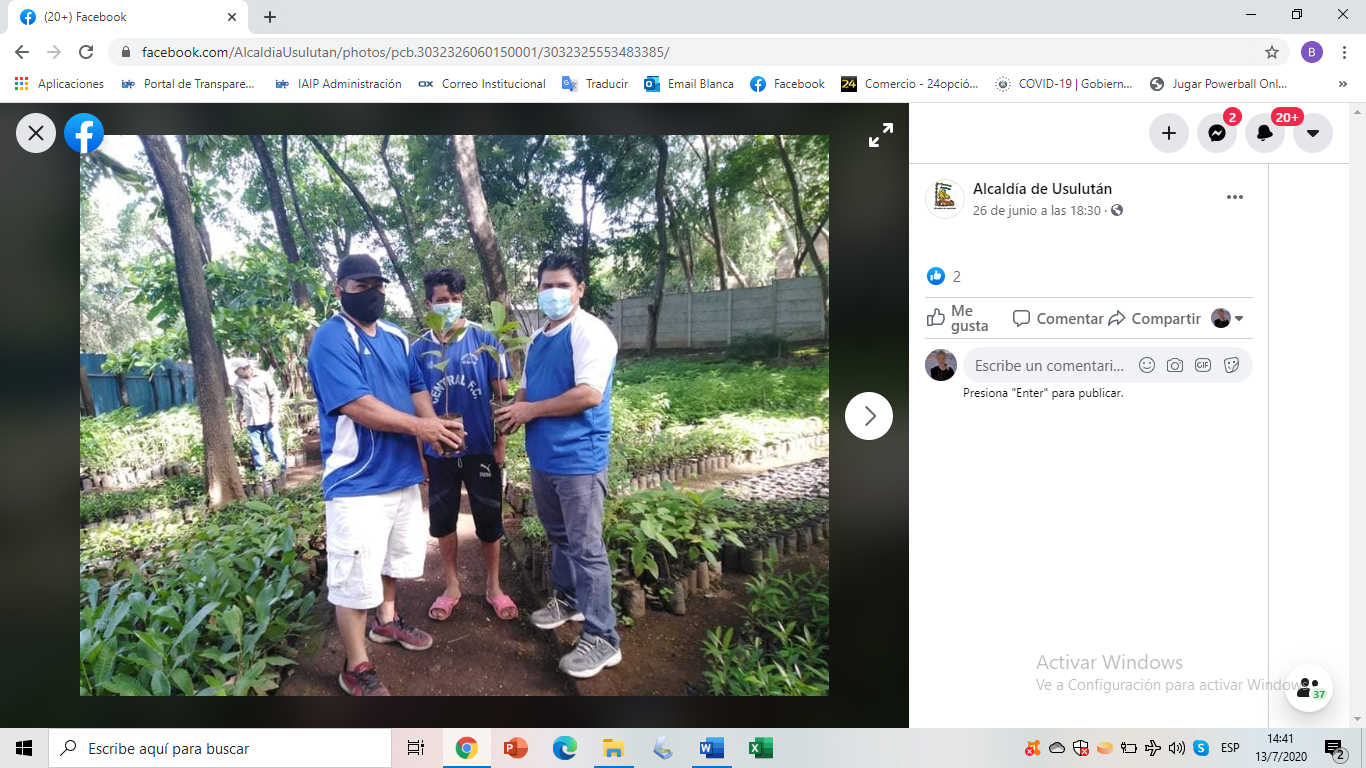 (20+) Facebook
facebook.com/AlcaldiaUsulutan/photos/pcb.3032326060150001/3032325553483385/
B
Aplicaciones
Portal de Transpare...
IAIP Administración
Correo Institucional
Traducir
Email Blanca
Facebook
24
Comercio - 24opció...
COVID-19 | Gobiern...
Jugar Powerball Onl...
»
2
20+
Alcaldía de Usulután
26 de junio a las 18:30 ·
2
Me gusta
Comentar
Compartir
Escribe un comentari...
GIF
Presiona "Enter" para publicar.
CENTRAL F.C.
PUMA
Activar Windows
Ve a Configuración para activar Windows.
37
Escribe aquí para buscar
ESP
14:41
13/7/2020
2